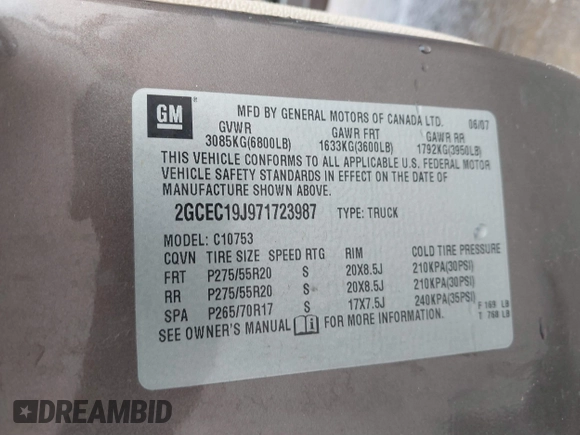 GM
MFD BY GENERAL MOTORS OF CANADA LTD. 06/07
GVWR GAWR FRT GAWR RR
3085KG(6800LB) 1633KG(3600LB) 1792KG(3950LB)
THIS VEHICLE CONFORMS TO ALL APPLICABLE U.S. FEDERAL MOTOR
VEHICLE SAFETY STANDARDS IN EFFECT ON THE DATE OF
MANUFACTURE SHOWN ABOVE.
2GCEC19J971723987 TYPE: TRUCK
MODEL: C10753
CQVN TIRE SIZE SPEED RTG RIM COLD TIRE PRESSURE
FRT P275/55R20 S 20X8.5J 210KPA(30PSI)
RR P275/55R20 S 20X8.5J 210KPA(30PSI)
SPA P265/70R17 S 17X7.5J 240KPA(35PSI)
F 169 LB
T 768 LB
SEE OWNER'S MANUAL i FOR MORE INFORMATION.
DREAMBID